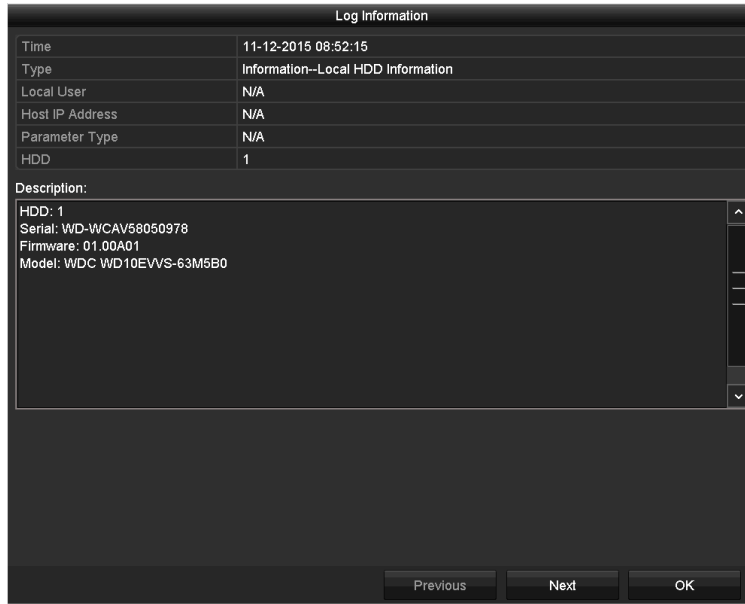 Log Information
Time 11-12-2015 08:52:15
Type Information--Local HDD Information
Local User N/A
Host IP Address N/A
Parameter Type N/A
HDD 1
Description:
HDD: 1
Serial: WD-WCAV58050978
Firmware: 01.00A01
Model: WDC WD10EVVS-63M5B0
Previous Next OK